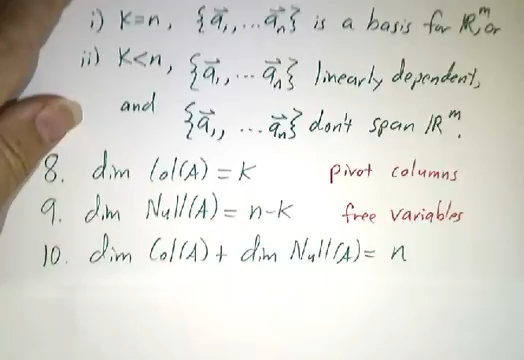 i) K=n, {a⃗₁, ... a⃗ₙ} is a basis for ℝᵐ, or
ii) K<n, {a⃗₁, ... a⃗ₙ} linearly dependent,
and {a⃗₁, ... a⃗ₙ} don't span ℝᵐ.
8. dim Col(A) = K pivot columns
9. dim Null(A) = n-k free variables
10. dim Col(A) + dim Null(A) = n